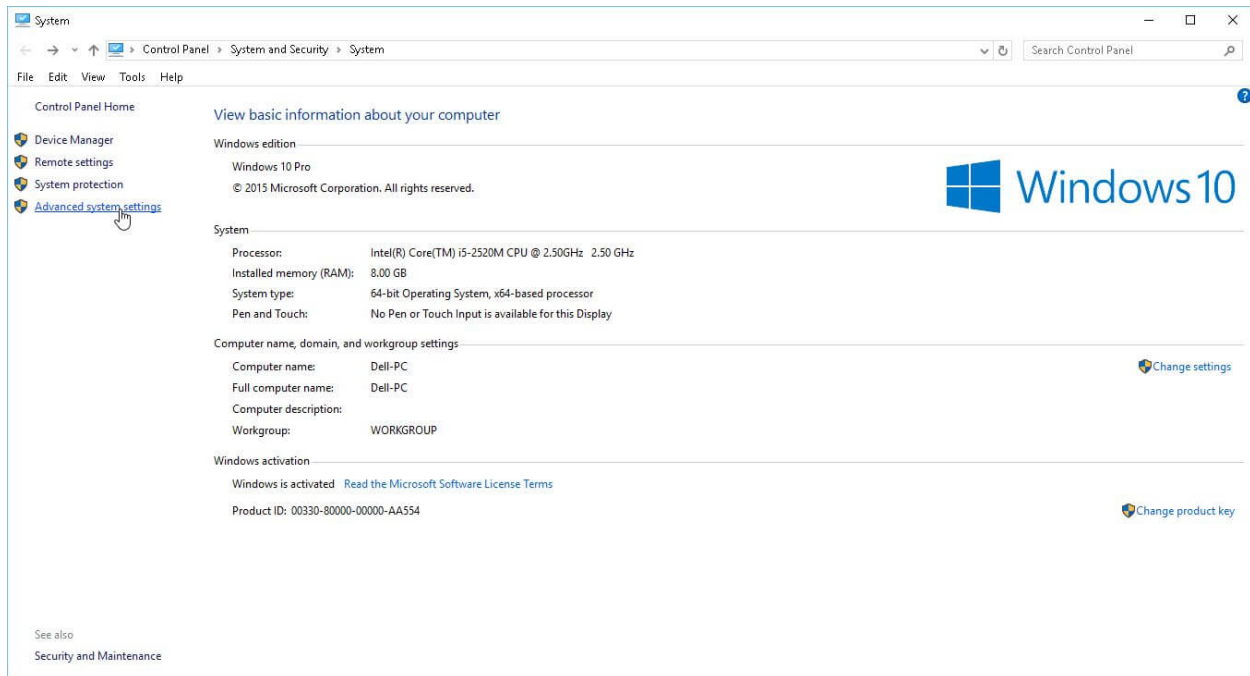 System
Control Panel > System and Security > System
Search Control Panel
File Edit View Tools Help
Control Panel Home
Device Manager
Remote settings
System protection
Advanced system settings
View basic information about your computer
Windows edition
Windows 10 Pro
© 2015 Microsoft Corporation. All rights reserved.
Windows 10
System
Processor: Intel(R) Core(TM) i5-2520M CPU @ 2.50GHz 2.50 GHz
Installed memory (RAM): 8.00 GB
System type: 64-bit Operating System, x64-based processor
Pen and Touch: No Pen or Touch Input is available for this Display
Computer name, domain, and workgroup settings
Computer name: Dell-PC
Change settings
Full computer name: Dell-PC
Computer description:
Workgroup: WORKGROUP
Windows activation
Windows is activated Read the Microsoft Software License Terms
Product ID: 00330-80000-00000-AA554
Change product key
See also
Security and Maintenance